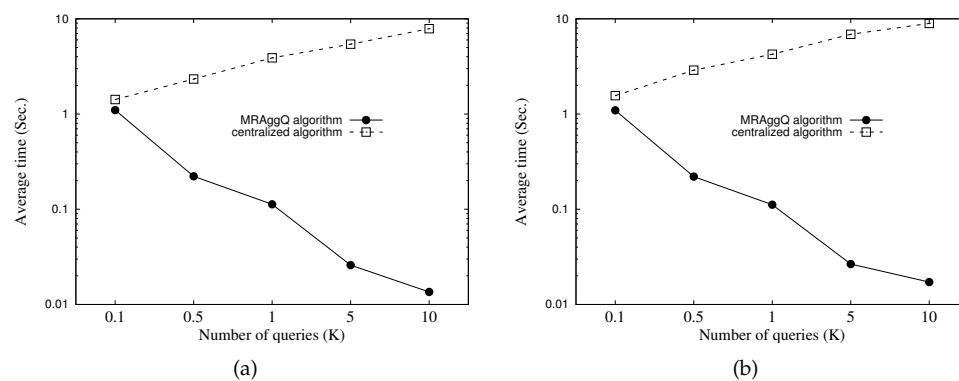 10
1
0.1
0.01
Average time (Sec.)
MRAggQ algorithm
centralized algorithm
0.1 0.5 1 5 10
Number of queries (K)
(a)
10
1
0.1
0.01
Average time (Sec.)
MRAggQ algorithm
centralized algorithm
0.1 0.5 1 5 10
Number of queries (K)
(b)